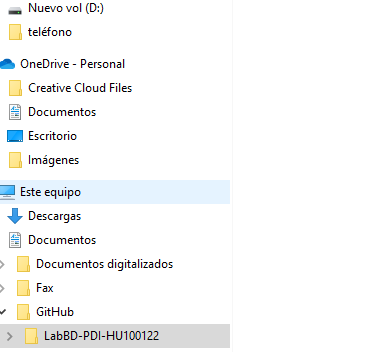 Nuevo vol (D:)
teléfono
OneDrive - Personal
Creative Cloud Files
Documentos
Escritorio
Imágenes
Este equipo
Descargas
Documentos
Documentos digitalizados
Fax
GitHub
LabBD-PDI-HU100122